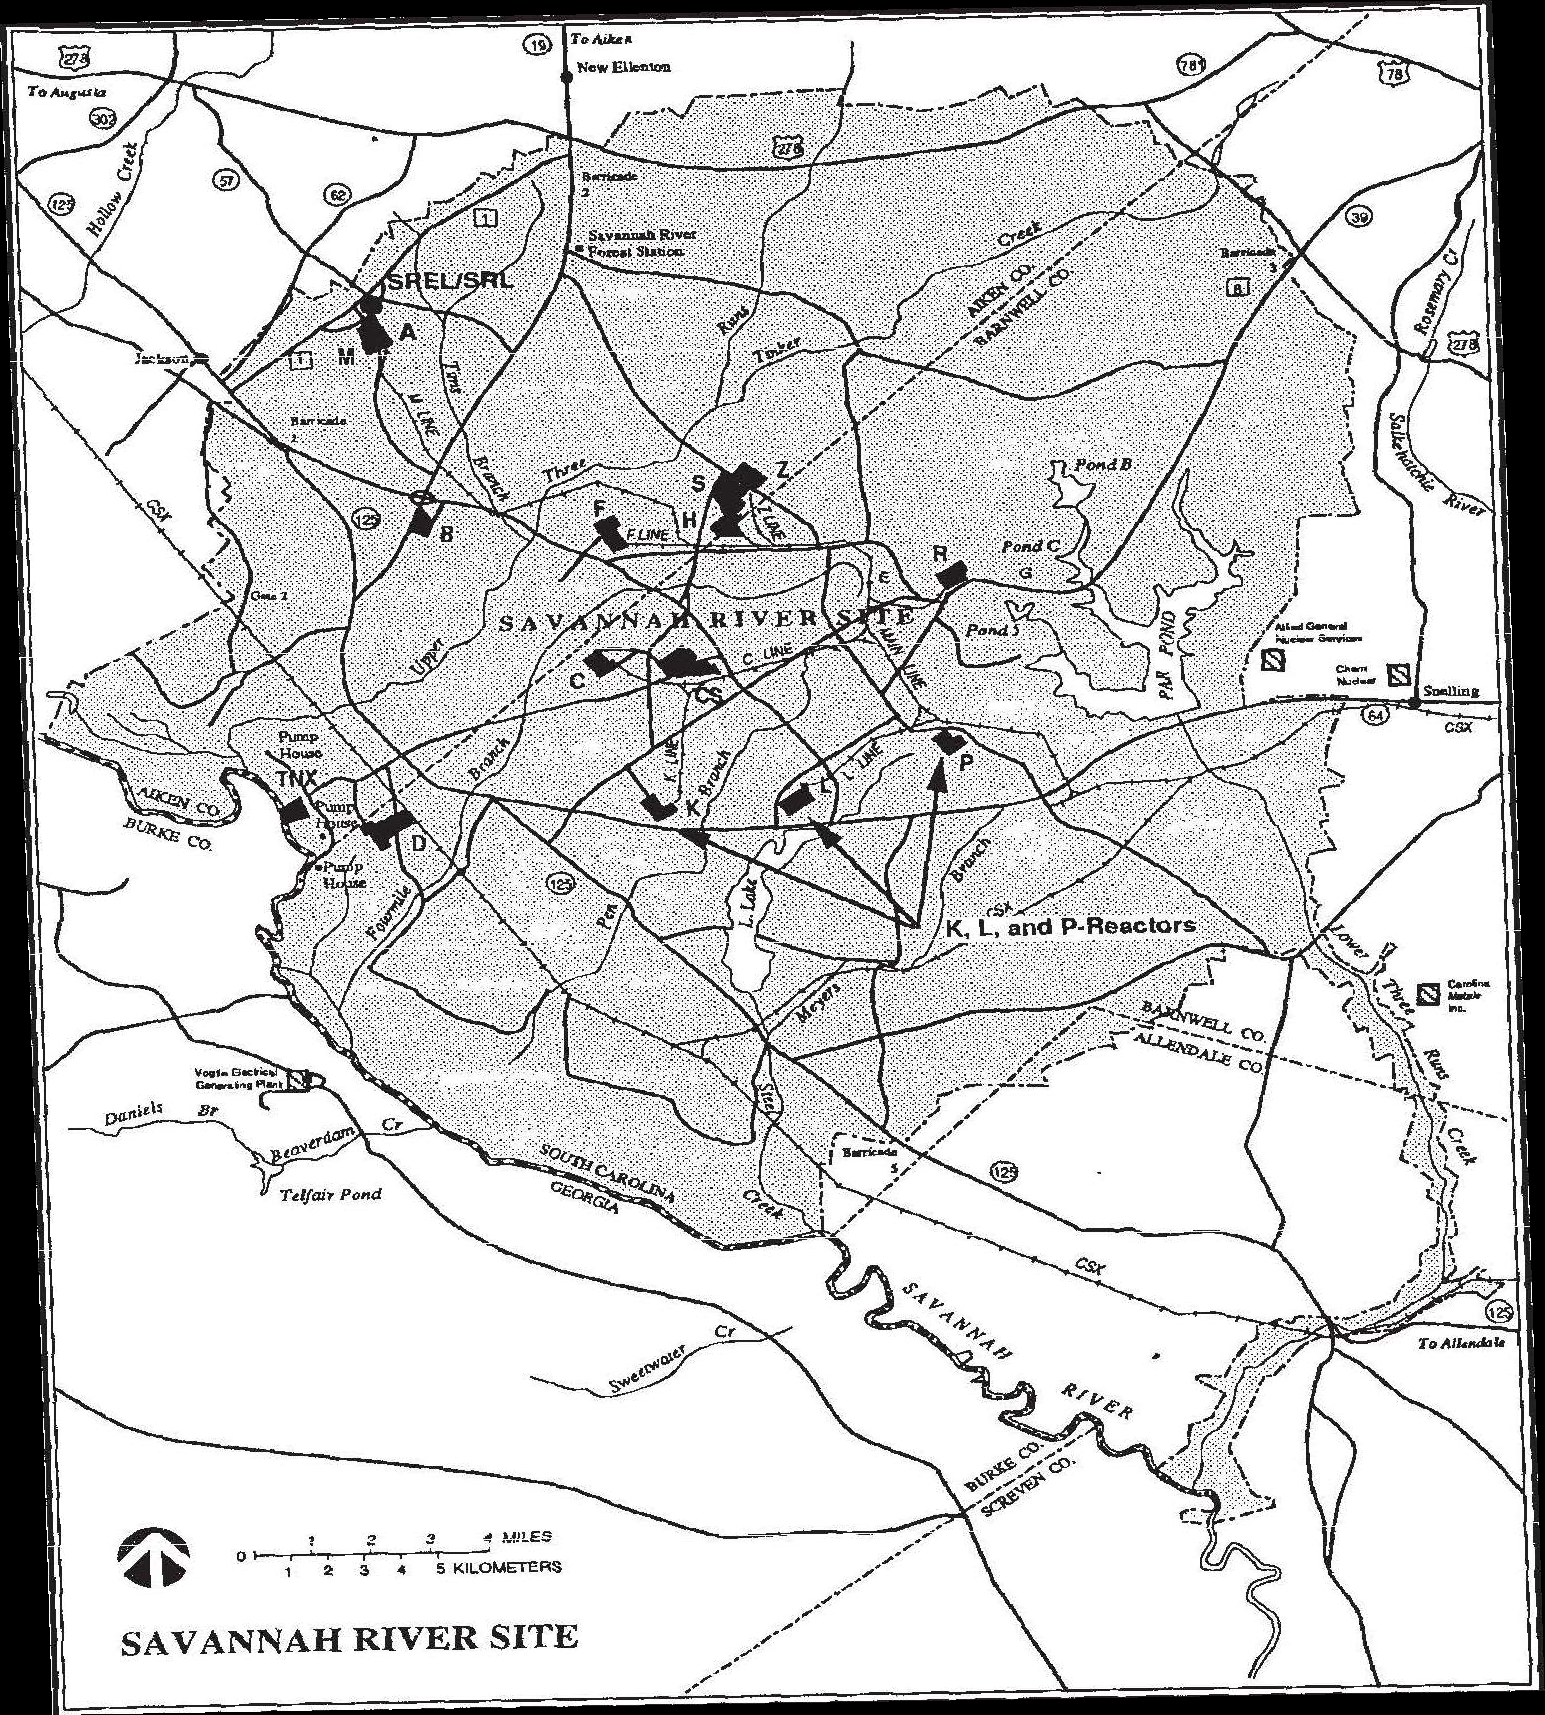 19
To Aiken
New Ellenton
278
To Augusta
302
781
78
Hollow Creek
125
57
62
278
Barricade
2
1
Savannah River
Forest Station
Creek
39
Barricade
3
8
SREL/SRL
AIKEN CO.
BARNWELL CO.
Rosemary Cr
278
Runs
Tinker
A
M
1
Jackson
Tims
M LINE
Barricade
1
Branch
Three
Salkehatchie
River
Pond B
Z
S
F
H
F LINE
Z LINE
CSX
125
B
R
Pond C
G
E
Gate 2
SAVANNAH RIVER SITE
Pond 5
Allied General
Nuclear Services
Chem
Nuclear
Snelling
64
CSX
PAR POND
Upper
C LINE
C
CS
Pump
House
TNX
Branch
K LINE
Branch
L LINE
P
L
K
AIKEN CO.
BURKE CO.
Pump
House
D
Pump
House
125
Fourmile
Pen
L Lake
Branch
CSX
K, L, and P-Reactors
Lower
Three
Runs
Creek
Carolina
Metals
Inc.
Meyers
BARNWELL CO.
ALLENDALE CO.
Vogtle Electrical
Generating Plant
Daniels Br
Beaverdam Cr
Telfair Pond
Steel
Creek
Barricade
5
125
SOUTH CAROLINA
GEORGIA
CSX
125
To Allendale
SAVANNAH RIVER
Sweetwater Cr
BURKE CO.
SCREVEN CO.
1 2 3 4 MILES
0
1 2 3 4 5 KILOMETERS
SAVANNAH RIVER SITE